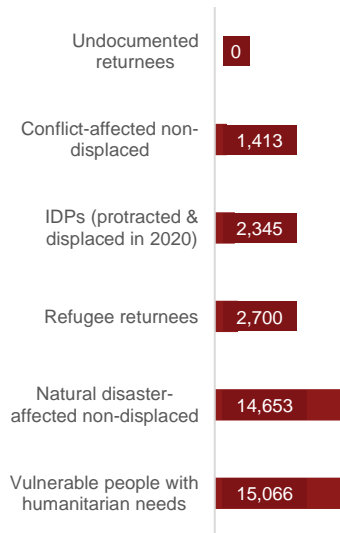 Undocumented
returnees
0
Conflict-affected non-
displaced
1,413
IDPs (protracted &
displaced in 2020)
2,345
Refugee returnees
2,700
Natural disaster-
affected non-displaced
14,653
Vulnerable people with
humanitarian needs
15,066